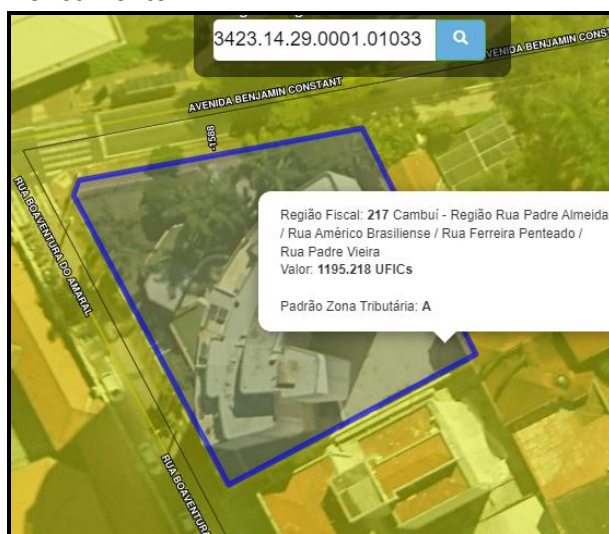 3423.14.29.0001.01033
AVENIDA BENJAMIN CONSTANT
VENIDA BENJAMIN CONST
-1588
RUA BOAVENTURA DO AMARAL
Região Fiscal: 217 Cambuí - Região Rua Padre Almeida
/ Rua Américo Brasiliense / Rua Ferreira Penteado /
Rua Padre Vieira
Valor: 1195.218 UFICs
Padrão Zona Tributária: A
RUA BOAVENTURA